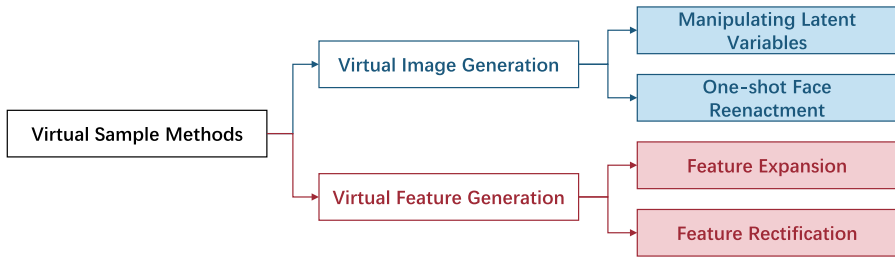 Virtual Sample Methods
Virtual Image Generation
Manipulating Latent
Variables
One-shot Face
Reenactment
Virtual Feature Generation
Feature Expansion
Feature Rectification